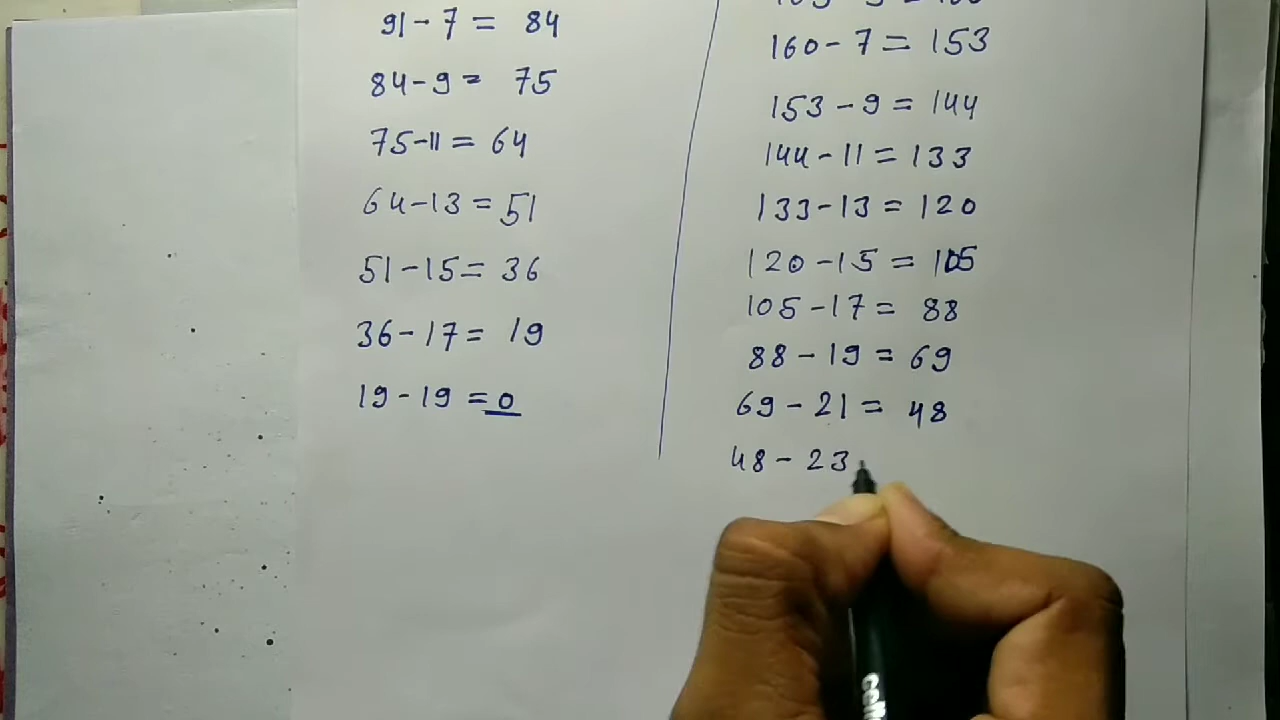 91 - 7 = 84
84 - 9 = 75
75 - 11 = 64
64 - 13 = 51
51 - 15 = 36
36 - 17 = 19
19 - 19 = 0
160 - 7 = 153
153 - 9 = 144
144 - 11 = 133
133 - 13 = 120
120 - 15 = 105
105 - 17 = 88
88 - 19 = 69
69 - 21 = 48
48 - 23